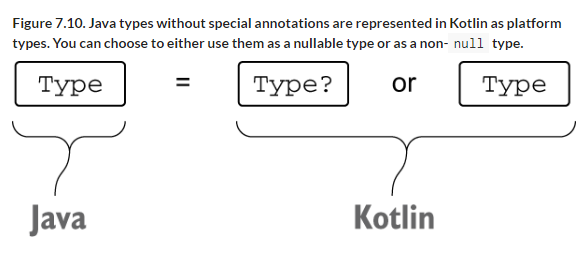 Figure 7.10. Java types without special annotations are represented in Kotlin as platform
types. You can choose to either use them as a nullable type or as a non- null type.
Type = Type? or Type
Java Kotlin